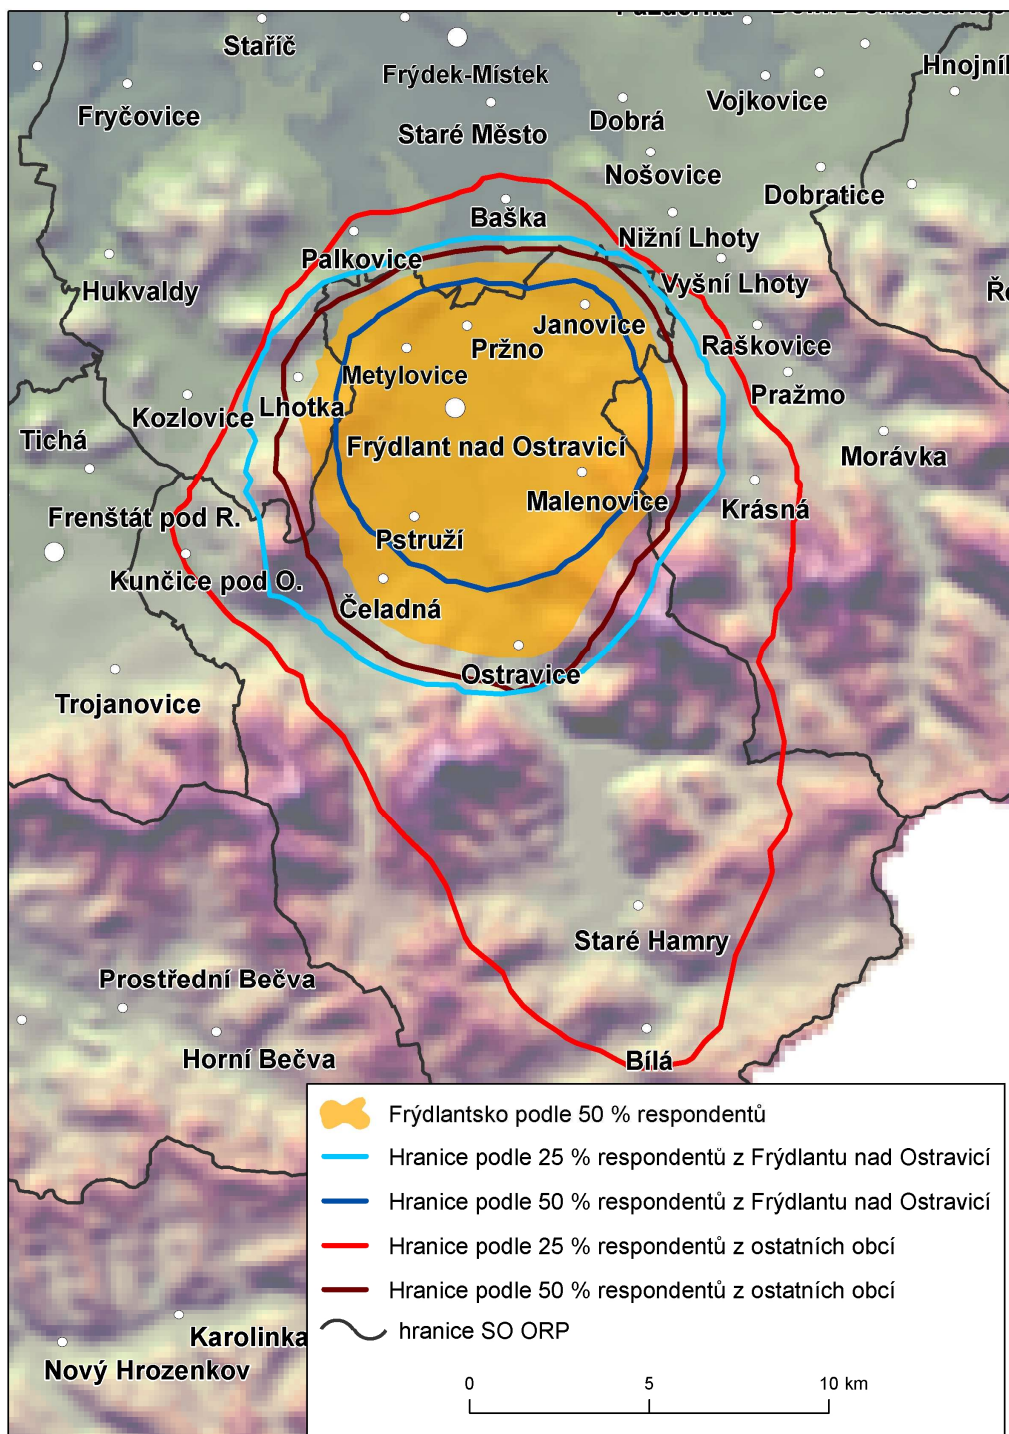 Staříč
Frýdek-Místek
Hnojník
Fryčovice
Vojkovice
Dobrá
Staré Město
Nošovice
Dobratice
Baška
Nižní Lhoty
Palkovice
Vyšní Lhoty
Hukvaldy
Janovice
Pržno
Raškovice
Metylovice
Pražmo
Lhotka
Kozlovice
Tichá
Frýdlant nad Ostravicí
Morávka
Malenovice
Krásná
Frenštát pod R.
Pstruží
Kunčice pod O.
Čeladná
Ostravice
Trojanovice
Staré Hamry
Prostřední Bečva
Horní Bečva
Bílá
Karolinka
Nový Hrozenkov
Frýdlantsko podle 50 % respondentů
Hranice podle 25 % respondentů z Frýdlantu nad Ostravicí
Hranice podle 50 % respondentů z Frýdlantu nad Ostravicí
Hranice podle 25 % respondentů z ostatních obcí
Hranice podle 50 % respondentů z ostatních obcí
hranice SO ORP
0 5 10 km